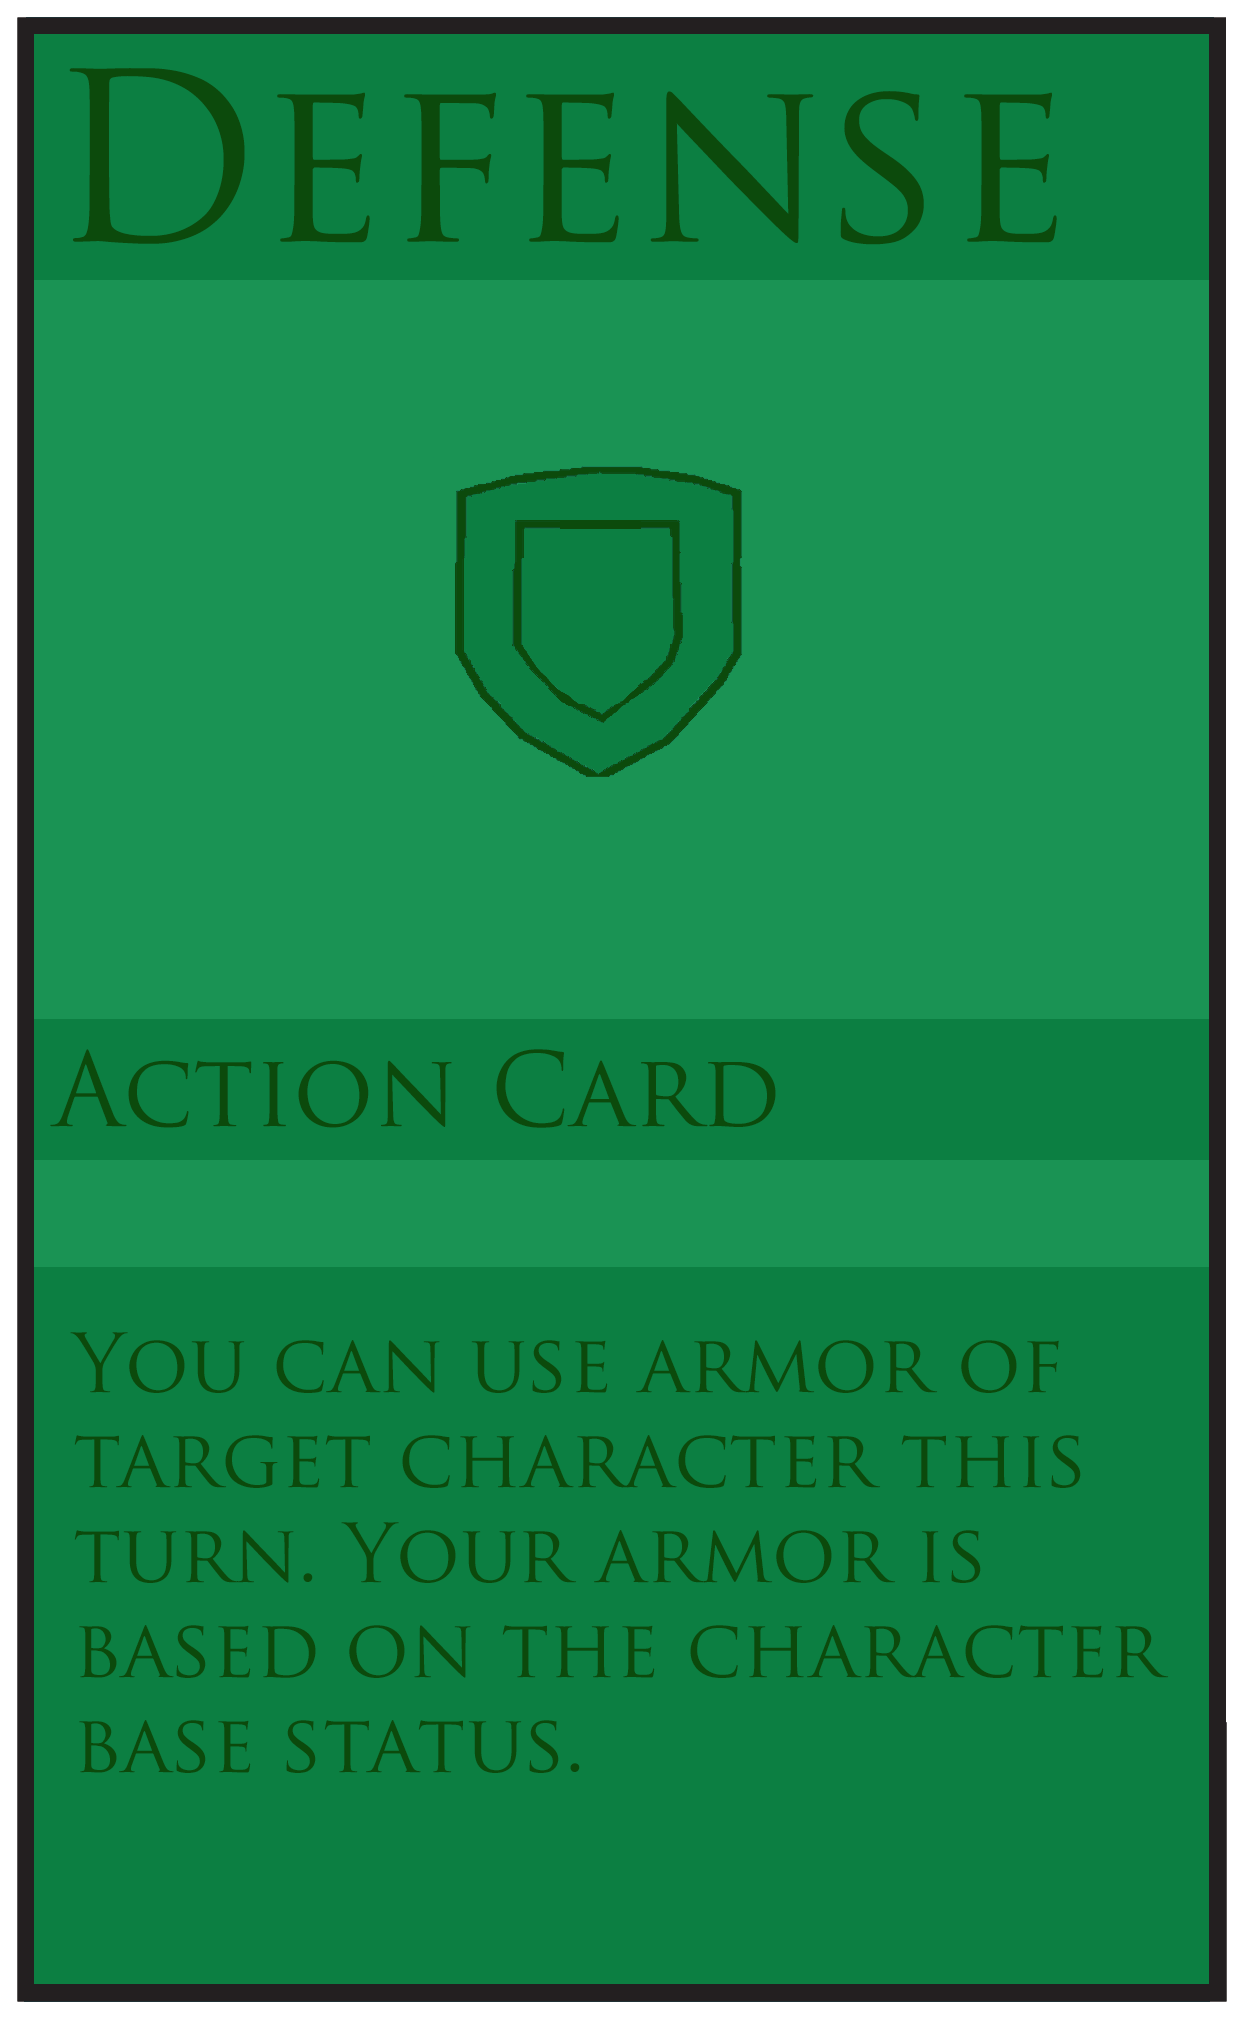 Defense
Action Card
You can use armor of
target character this
turn. Your armor is
based on the character
base status.